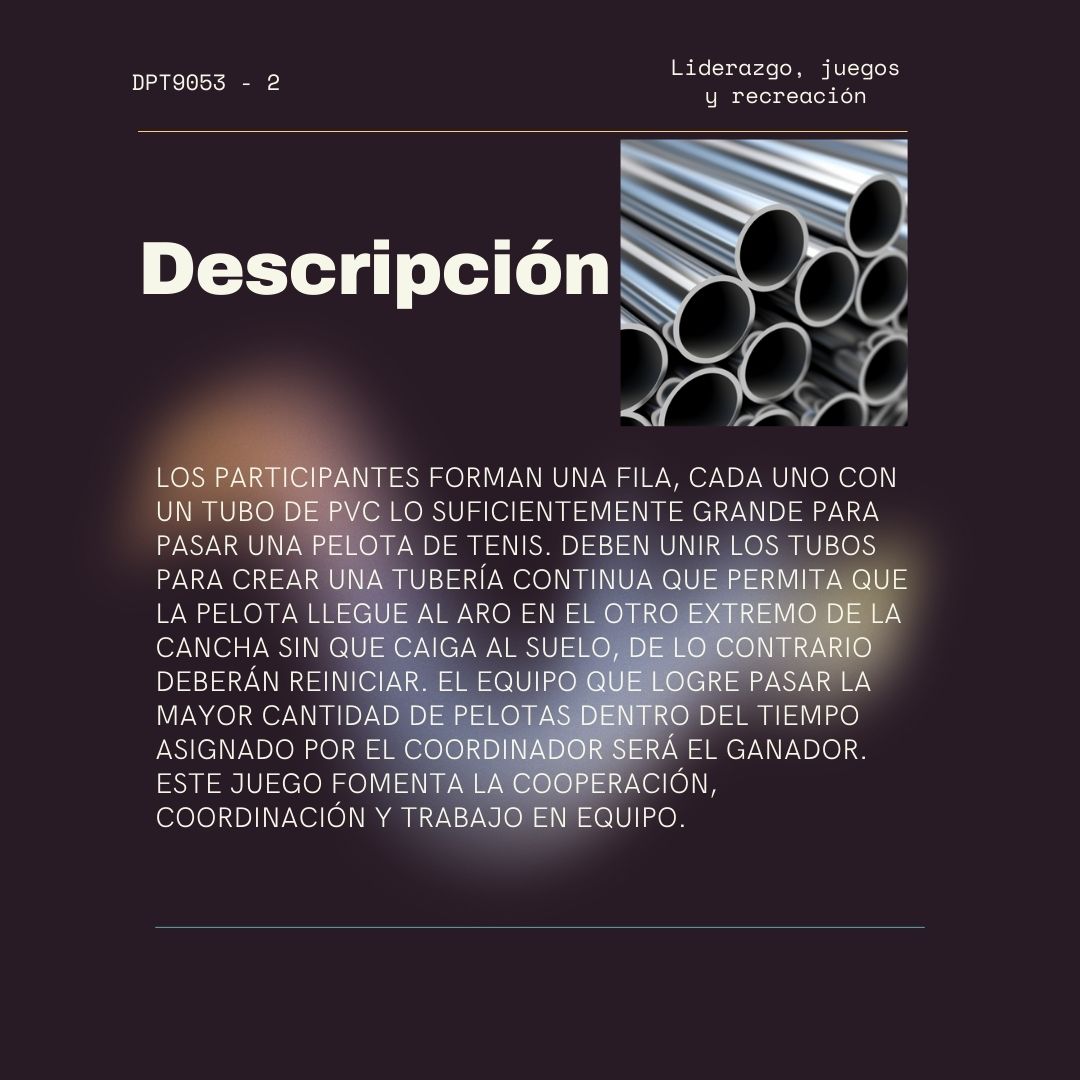 DPT9053 - 2
Liderazgo, juegos
y recreación
Descripción
LOS PARTICIPANTES FORMAN UNA FILA, CADA UNO CON
UN TUBO DE PVC LO SUFICIENTEMENTE GRANDE PARA
PASAR UNA PELOTA DE TENIS. DEBEN UNIR LOS TUBOS
PARA CREAR UNA TUBERÍA CONTINUA QUE PERMITA QUE
LA PELOTA LLEGUE AL ARO EN EL OTRO EXTREMO DE LA
CANCHA SIN QUE CAIGA AL SUELO, DE LO CONTRARIO
DEBERÁN REINICIAR. EL EQUIPO QUE LOGRE PASAR LA
MAYOR CANTIDAD DE PELOTAS DENTRO DEL TIEMPO
ASIGNADO POR EL COORDINADOR SERÁ EL GANADOR.
ESTE JUEGO FOMENTA LA COOPERACIÓN,
COORDINACIÓN Y TRABAJO EN EQUIPO.